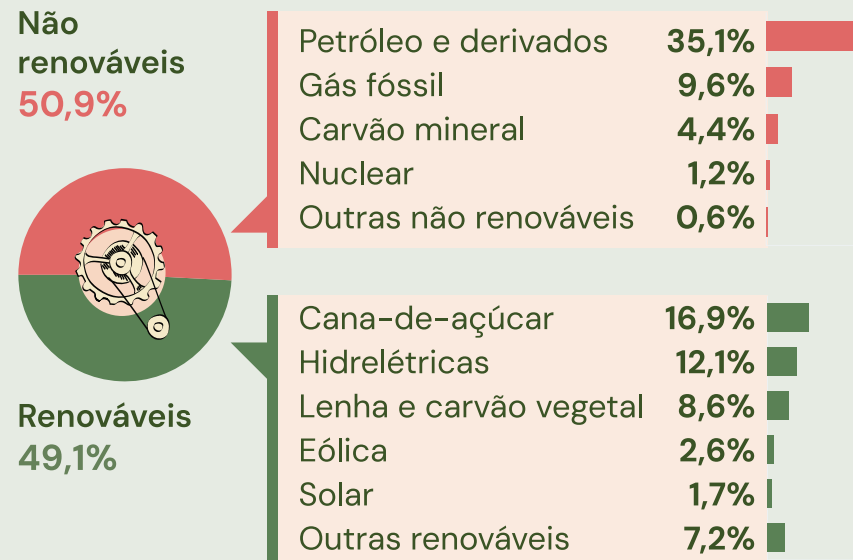 Não
renováveis
50,9%
Petróleo e derivados 35,1%
Gás fóssil 9,6%
Carvão mineral 4,4%
Nuclear 1,2%
Outras não renováveis 0,6%
Renováveis
49,1%
Cana-de-açúcar 16,9%
Hidrelétricas 12,1%
Lenha e carvão vegetal 8,6%
Eólica 2,6%
Solar 1,7%
Outras renováveis 7,2%